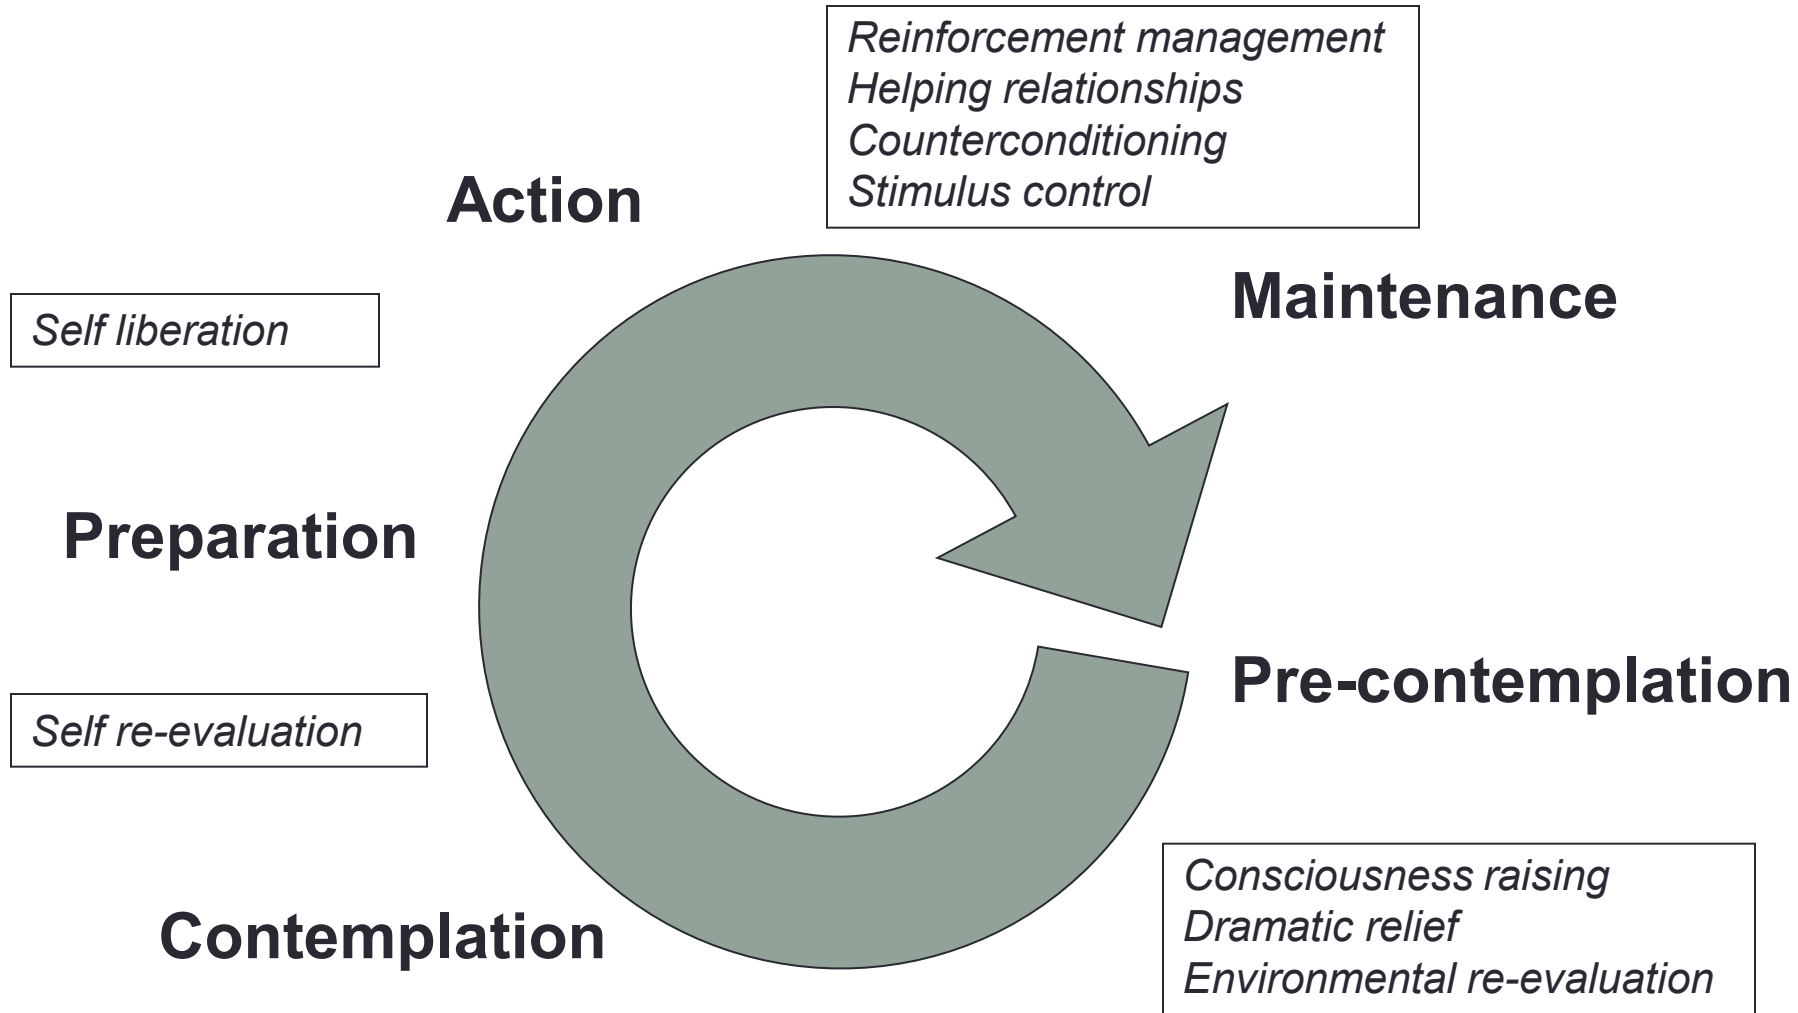 Reinforcement management
Helping relationships
Counterconditioning
Stimulus control
Action
Maintenance
Self liberation
Preparation
Pre-contemplation
Self re-evaluation
Consciousness raising
Dramatic relief
Environmental re-evaluation
Contemplation